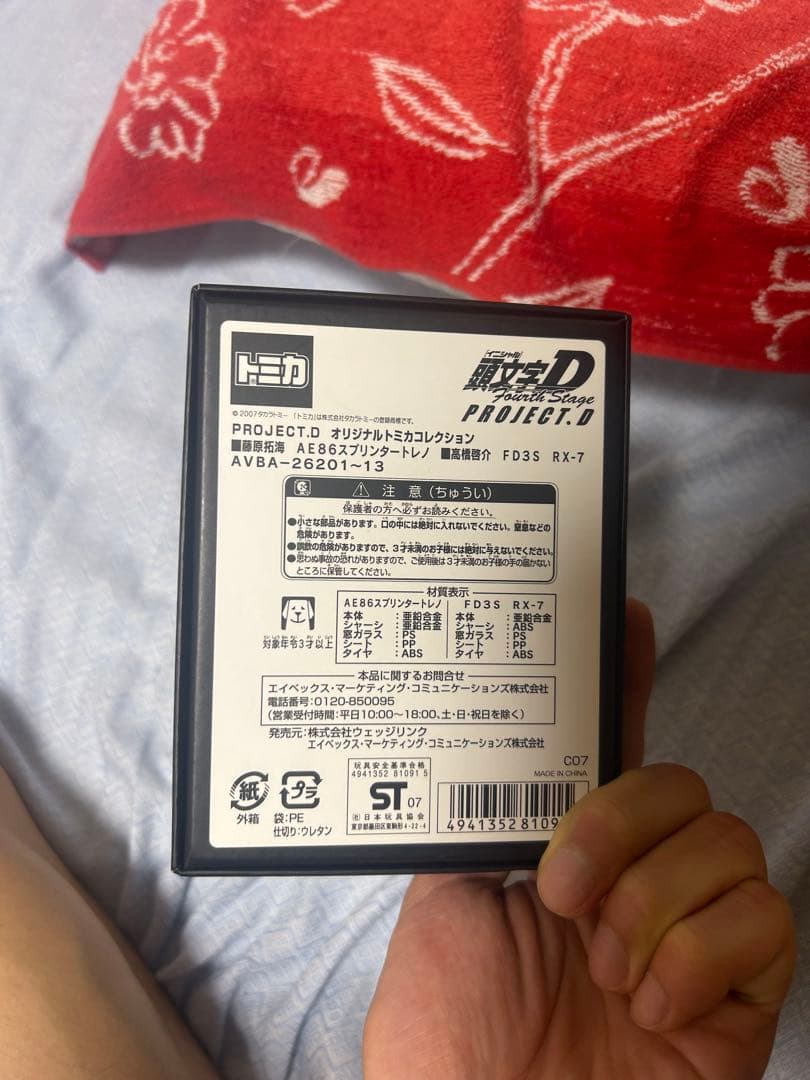 トミカ
イニシャル
頭文字D
Fourth Stage
PROJECT.D
©2007タカラトミー 「トミカ」は株式会社タカラトミーの登録商標です。
PROJECT.D オリジナルトミカコレクション
■藤原拓海 AE86スプリンタートレノ ■高橋啓介 FD3S RX-7
AVBA-26201~13
注意(ちゅうい)
保護者の方へ必ずお読みください。
●小さな部品があります。口の中には絶対に入れないでください。窒息などの
危険があります。
●誤飲の危険がありますので、3才未満のお子様には絶対に与えないでください。
●思わぬ事故の恐れがありますので、ご使用後は3才未満のお子様の手の届かない
ところに保管してください。
対象年令3才以上
材質表示
AE86スプリンタートレノ
本体 :亜鉛合金
シャーシ :亜鉛合金
窓ガラス :PS
シート :PP
タイヤ :ABS
FD3S RX-7
本体 :亜鉛合金
シャーシ :ABS
窓ガラス :PS
シート :PP
タイヤ :ABS
本品に関するお問合せ
エイベックス・マーケティング・コミュニケーションズ株式会社
電話番号:0120-850095
(営業受付時間:平日10:00~18:00、土・日・祝日を除く)
発売元:株式会社ウェッジリンク
エイベックス・マーケティング・コミュニケーションズ株式会社
C07
MADE IN CHINA
紙
外箱
プラ
袋:PE
仕切り:ウレタン
玩具安全基準合格
4941352 81091 5
ST 07
(社)日本玩具協会
東京都墨田区東駒形4-22-4
4941352 8109